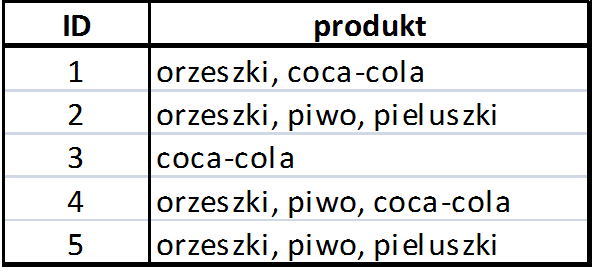 ID produkt
1 orzeszki, coca-cola
2 orzeszki, piwo, pieluszki
3 coca-cola
4 orzeszki, piwo, coca-cola
5 orzeszki, piwo, pieluszki